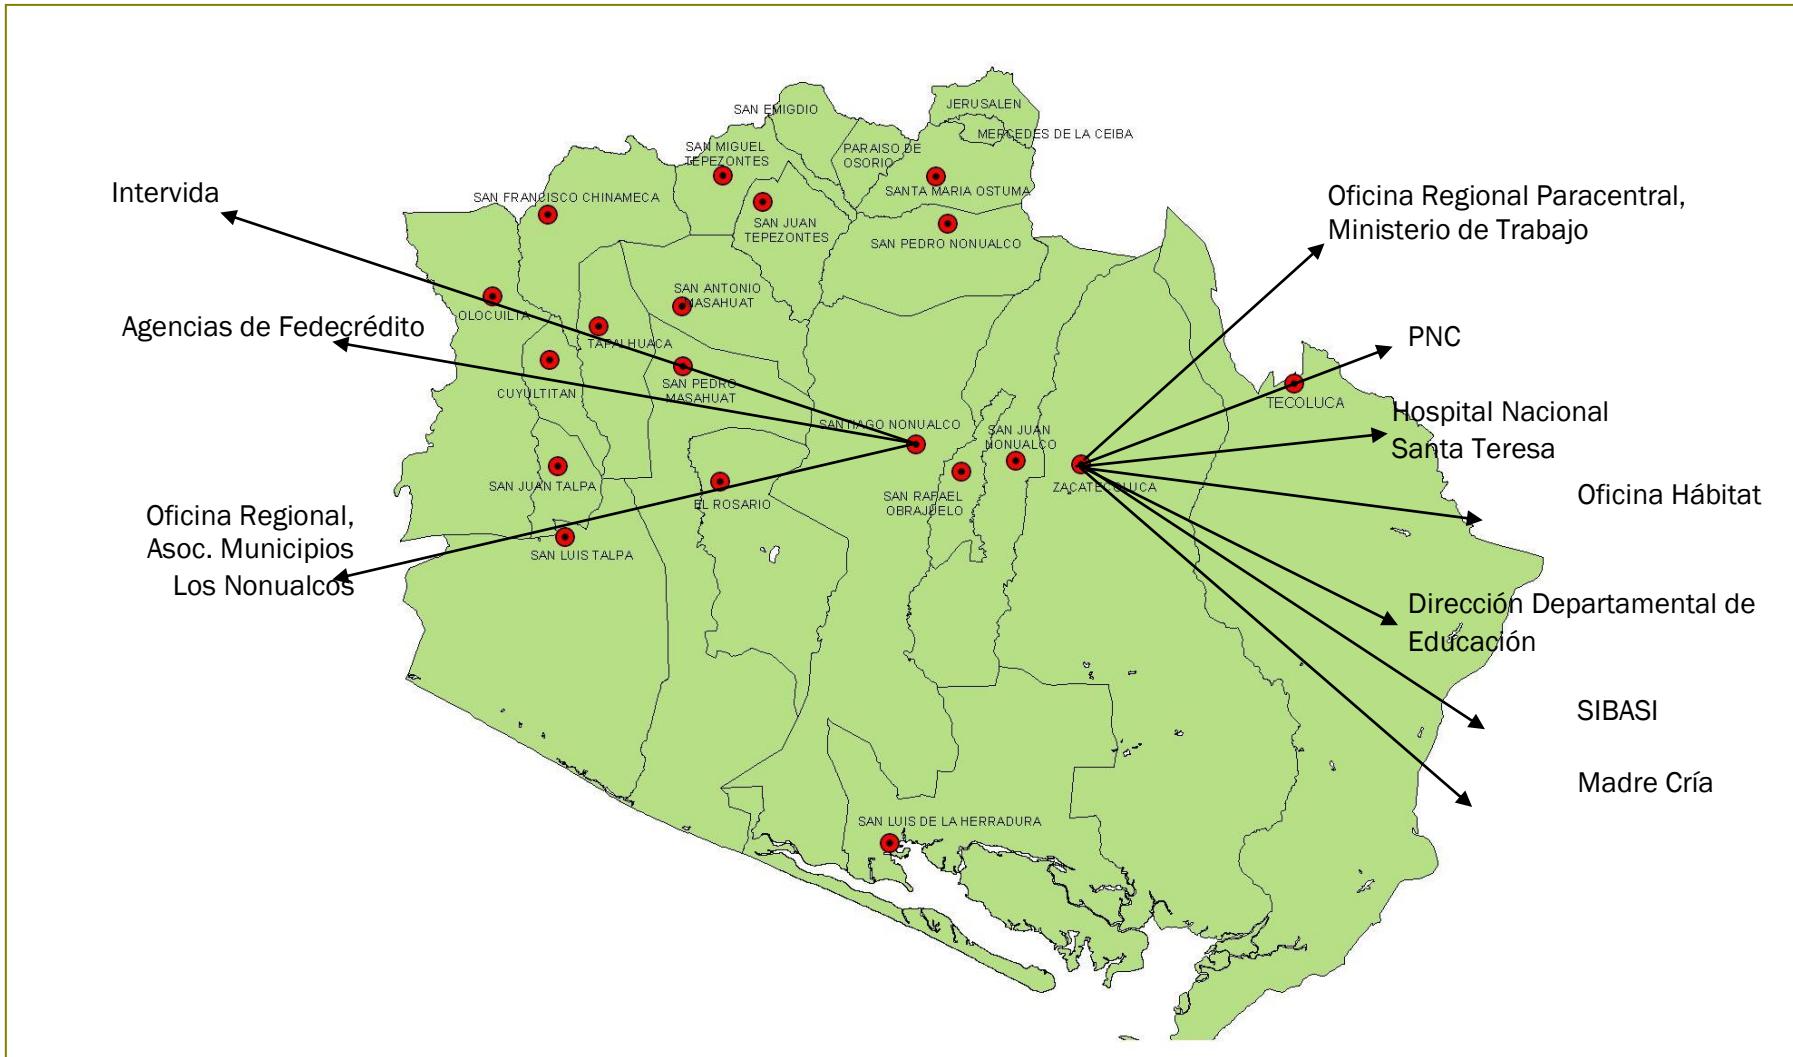 JERUSALEN
SAN EMIGDIO
MERCEDES DE LA CEIBA
SAN MIGUEL
TEPEZONTES
PARAISO DE
OSORIO
SANTA MARIA OSTUMA
SAN FRANCISCO CHINAMECA
SAN JUAN
TEPEZONTES
SAN PEDRO NONUALCO
Intervida
Oficina Regional Paracentral,
Ministerio de Trabajo
SAN ANTONIO
MASAHUAT
OLOCUILTA
Agencias de Fedecrédito
TAPALHUACA
PNC
CUYULTITAN
SAN PEDRO
MASAHUAT
TECOLUCA
Hospital Nacional
Santa Teresa
SANTIAGO NONUALCO
SAN JUAN
NONUALCO
SAN JUAN TALPA
EL ROSARIO
SAN RAFAEL
OBRAJUELO
ZACATECOLUCA
Oficina Hábitat
Oficina Regional,
Asoc. Municipios
Los Nonualcos
SAN LUIS TALPA
Dirección Departamental de
Educación
SIBASI
Madre Cría
SAN LUIS DE LA HERRADURA